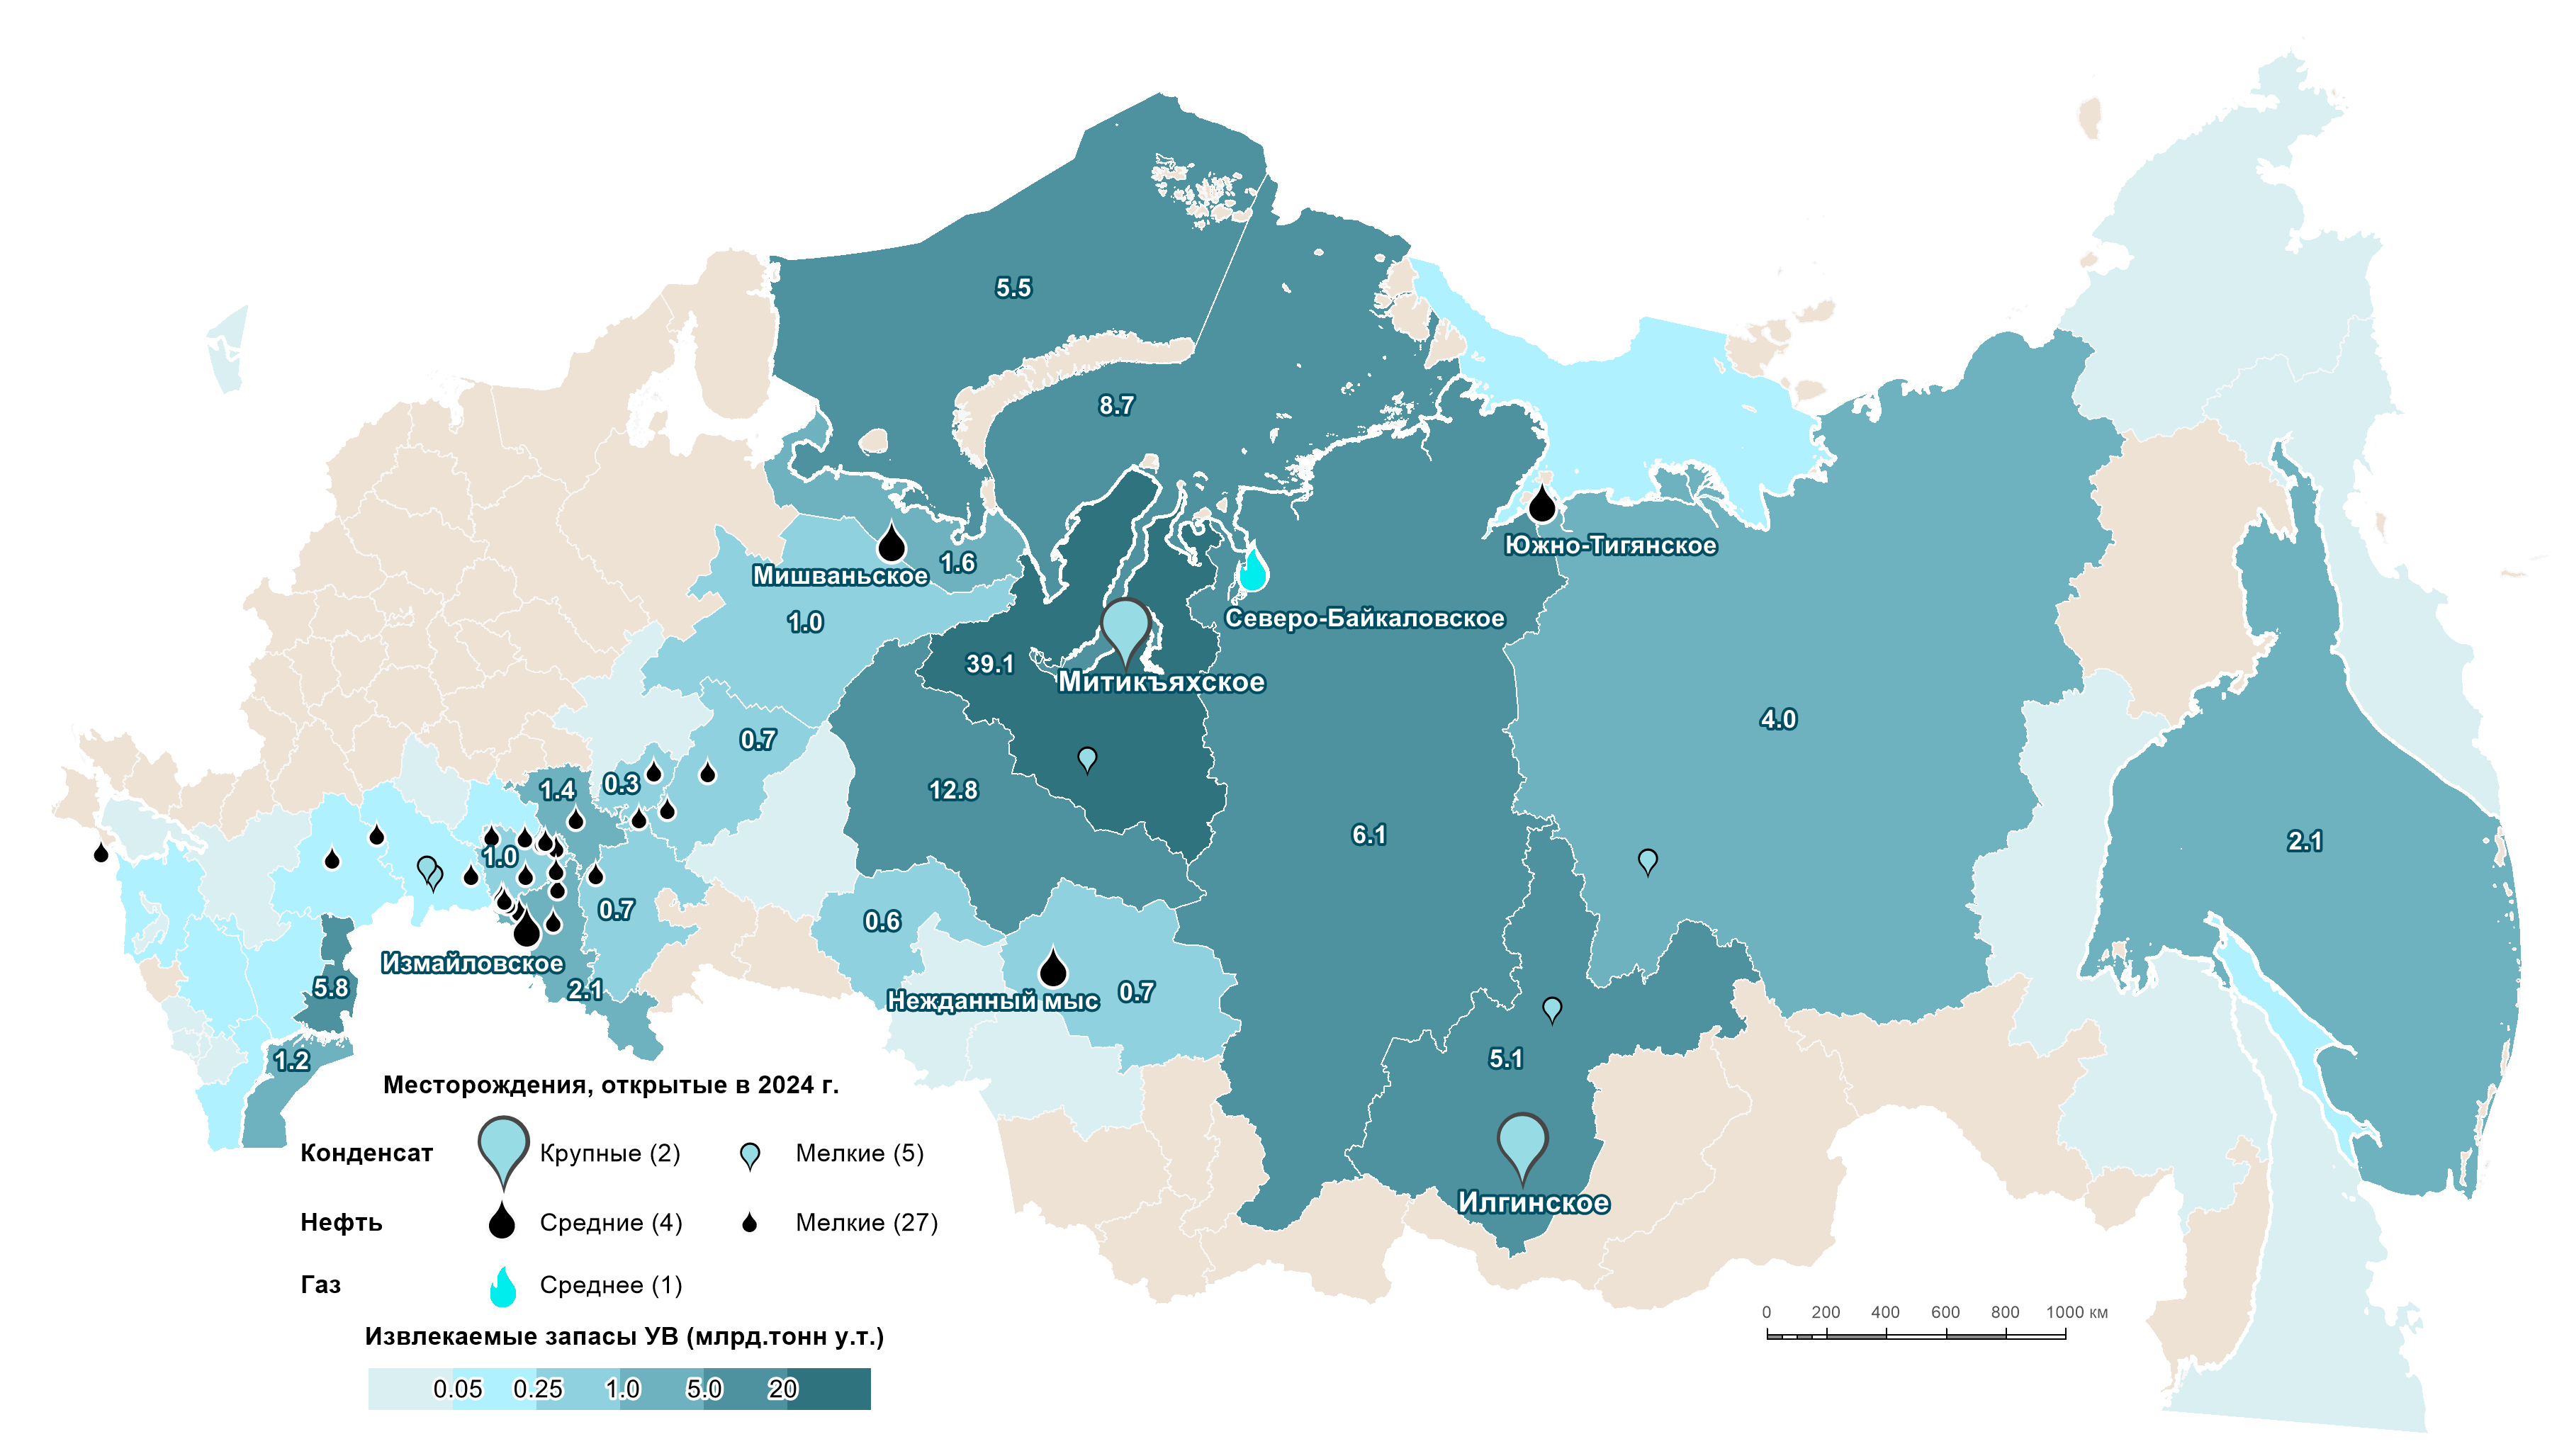 5.5
8.7
Южно-Тигянское
1.6
Мишваньское
Северо-Байкаловское
1.0
39.1
Митикъяхское
4.0
0.7
0.3
1.4
12.8
6.1
2.1
1.0
0.7
0.6
Измайловское
5.8
2.1
Нежданный мыс
0.7
1.2
5.1
Илгинское
Месторождения, открытые в 2024 г.
Конденсат Крупные (2) Мелкие (5)
Нефть Средние (4) Мелкие (27)
Газ Среднее (1)
Извлекаемые запасы УВ (млрд.тонн у.т.)
0.05 0.25 1.0 5.0 20
0 200 400 600 800 1000 км